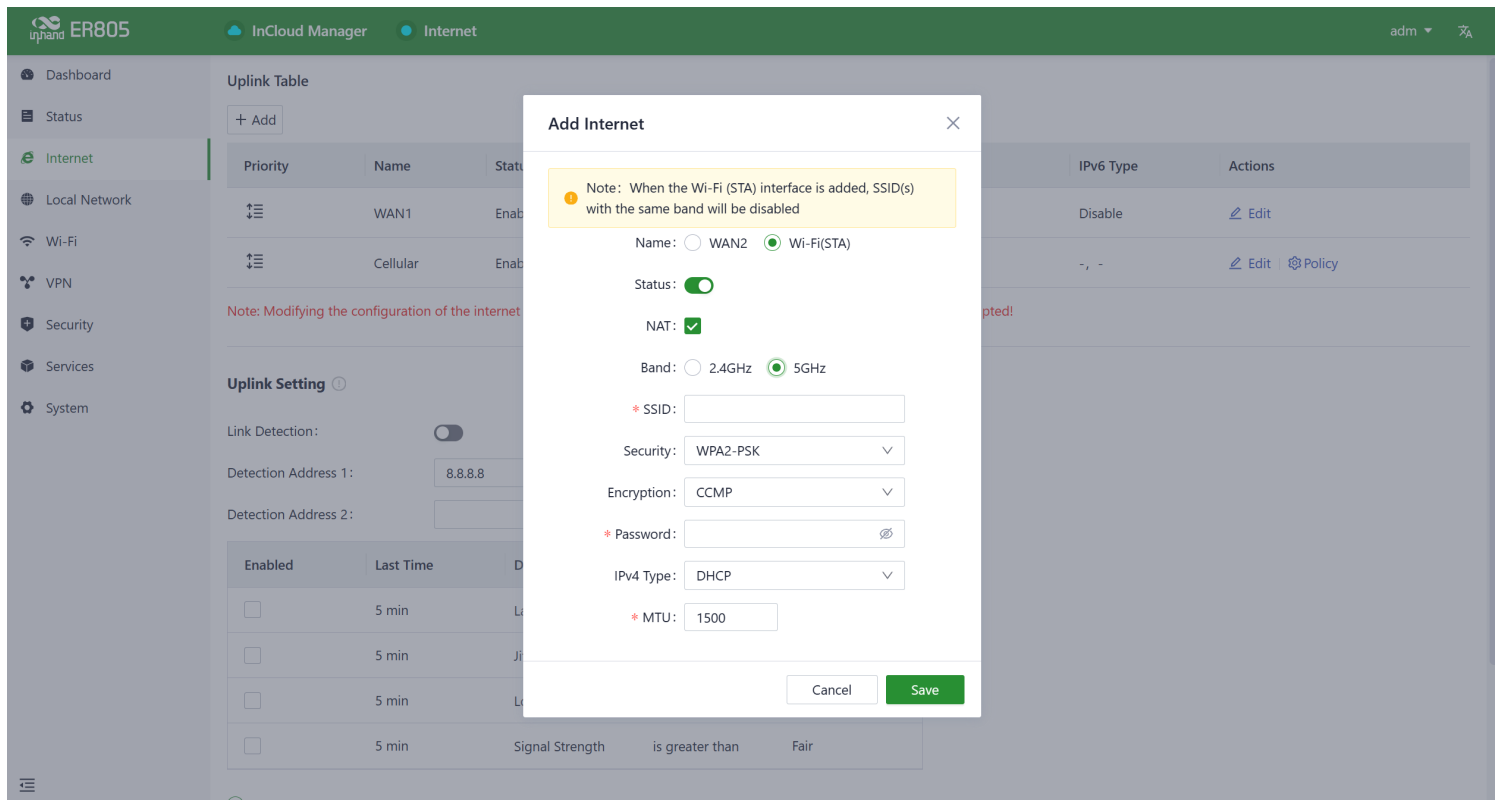 inhand ER805 InCloud Manager Internet adm
Dashboard
Status
Internet
Local Network
Wi-Fi
VPN
Security
Services
System
Uplink Table
+ Add
Priority Name Statu IPv6 Type Actions
WAN1 Enab Disable Edit
Cellular Enab -, - Edit Policy
Note: Modifying the configuration of the internet pted!
Uplink Setting
Link Detection:
Detection Address 1: 8.8.8.8
Detection Address 2:
Enabled Last Time D
5 min La
5 min Ji
5 min Lo
5 min Signal Strength is greater than Fair
Add Internet
Note: When the Wi-Fi (STA) interface is added, SSID(s)
with the same band will be disabled
Name: WAN2 Wi-Fi(STA)
Status:
NAT:
Band: 2.4GHz 5GHz
* SSID:
Security: WPA2-PSK
Encryption: CCMP
* Password:
IPv4 Type: DHCP
* MTU: 1500
Cancel Save